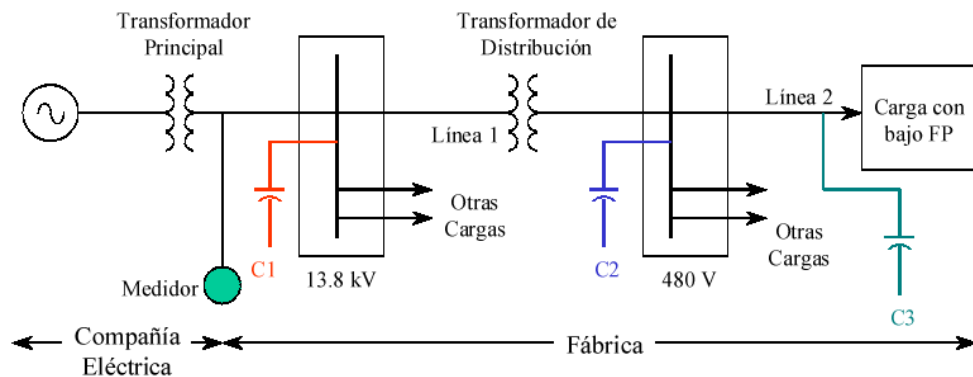 Transformador
Principal
Transformador de
Distribución
Línea 1
Línea 2
Carga con
bajo FP
Otras
Cargas
Otras
Cargas
C1
13.8 kV
C2
480 V
C3
Medidor
Compañía
Eléctrica
Fábrica